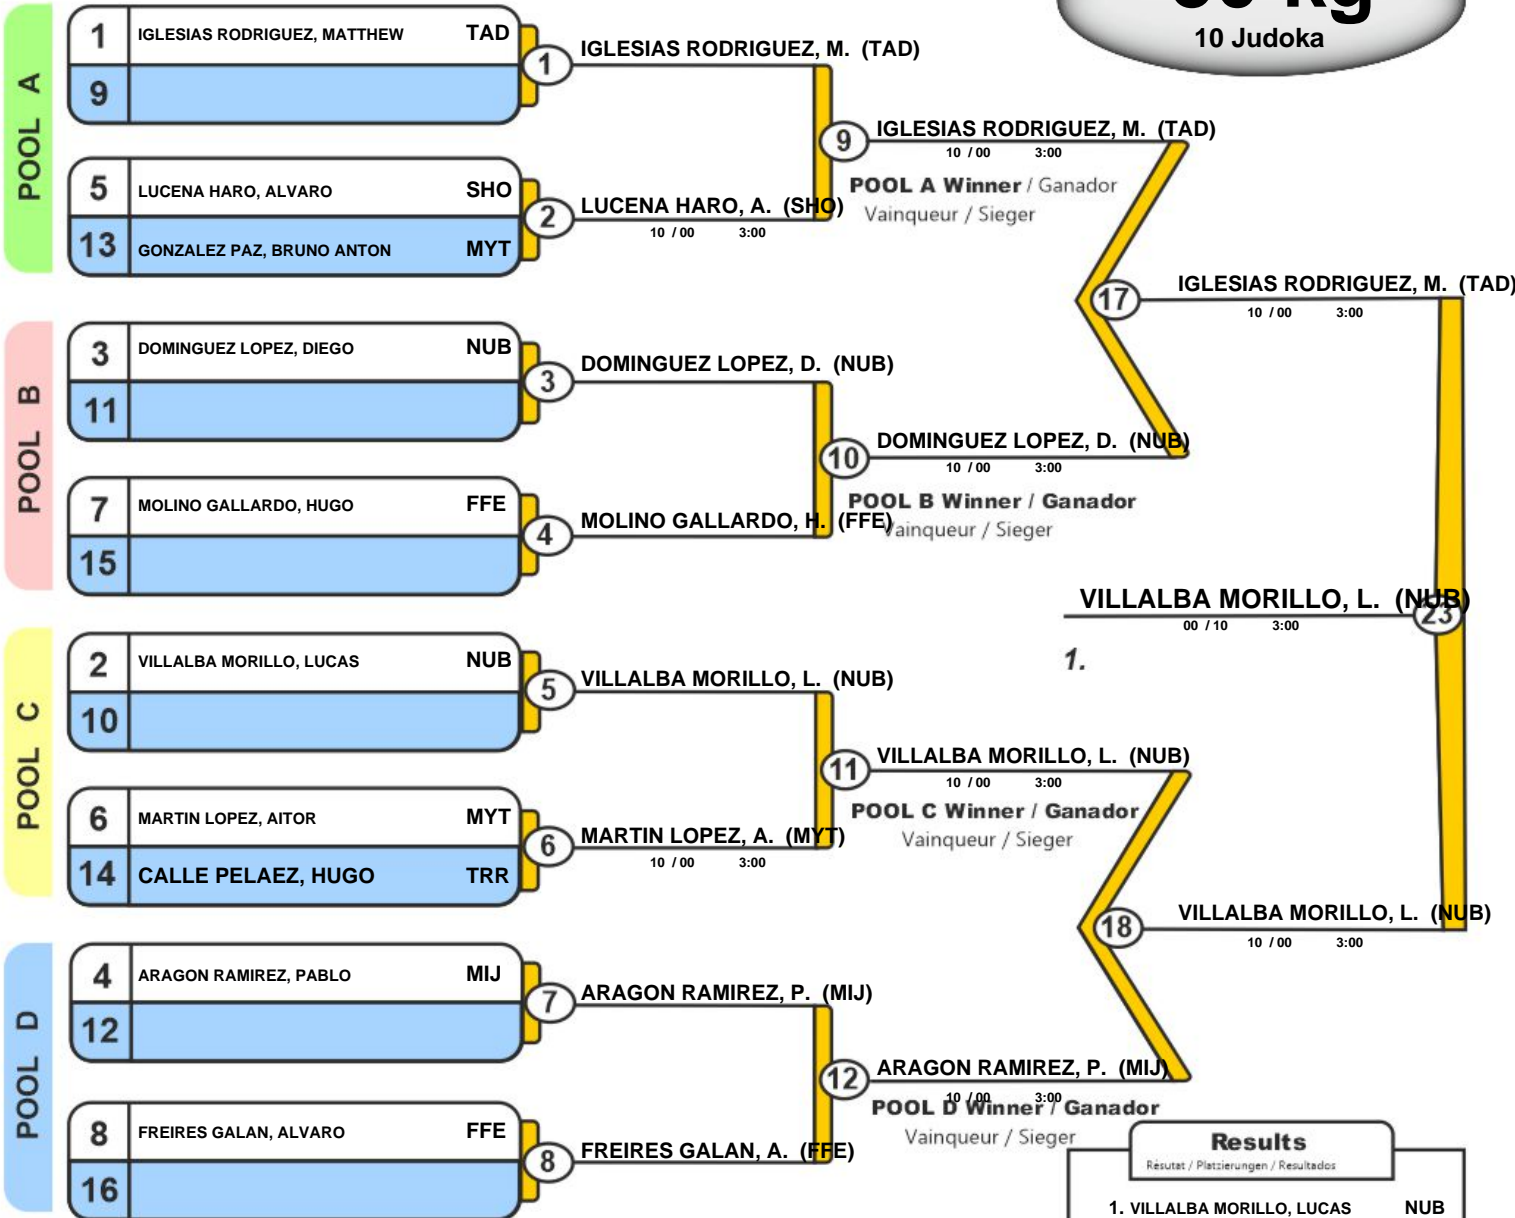 10 Judoka
POOL A
1 IGLESIAS RODRIGUEZ, MATTHEW TAD
9
1 IGLESIAS RODRIGUEZ, M. (TAD)
5 LUCENA HARO, ALVARO SHO
13 GONZALEZ PAZ, BRUNO ANTON MYT
2 LUCENA HARO, A. (SHO)
10 / 00 3:00
9 IGLESIAS RODRIGUEZ, M. (TAD)
10 / 00 3:00
POOL A Winner / Ganador
Vainqueur / Sieger
POOL B
3 DOMINGUEZ LOPEZ, DIEGO NUB
11
3 DOMINGUEZ LOPEZ, D. (NUB)
7 MOLINO GALLARDO, HUGO FFE
15
4 MOLINO GALLARDO, H. (FFE)
10 DOMINGUEZ LOPEZ, D. (NUB)
10 / 00 3:00
POOL B Winner / Ganador
Vainqueur / Sieger
17 IGLESIAS RODRIGUEZ, M. (TAD)
10 / 00 3:00
VILLALBA MORILLO, L. (NUB)
23
00 / 10 3:00
1.
POOL C
2 VILLALBA MORILLO, LUCAS NUB
10
5 VILLALBA MORILLO, L. (NUB)
6 MARTIN LOPEZ, AITOR MYT
14 CALLE PELAEZ, HUGO TRR
6 MARTIN LOPEZ, A. (MYT)
10 / 00 3:00
11 VILLALBA MORILLO, L. (NUB)
10 / 00 3:00
POOL C Winner / Ganador
Vainqueur / Sieger
18 VILLALBA MORILLO, L. (NUB)
10 / 00 3:00
POOL D
4 ARAGON RAMIREZ, PABLO MIJ
12
7 ARAGON RAMIREZ, P. (MIJ)
8 FREIRES GALAN, ALVARO FFE
16
8 FREIRES GALAN, A. (FFE)
12 ARAGON RAMIREZ, P. (MIJ)
10 / 00 3:00
POOL D Winner / Ganador
Vainqueur / Sieger
Results
Résutat / Platzierungen / Resultados
1. VILLALBA MORILLO, LUCAS NUB